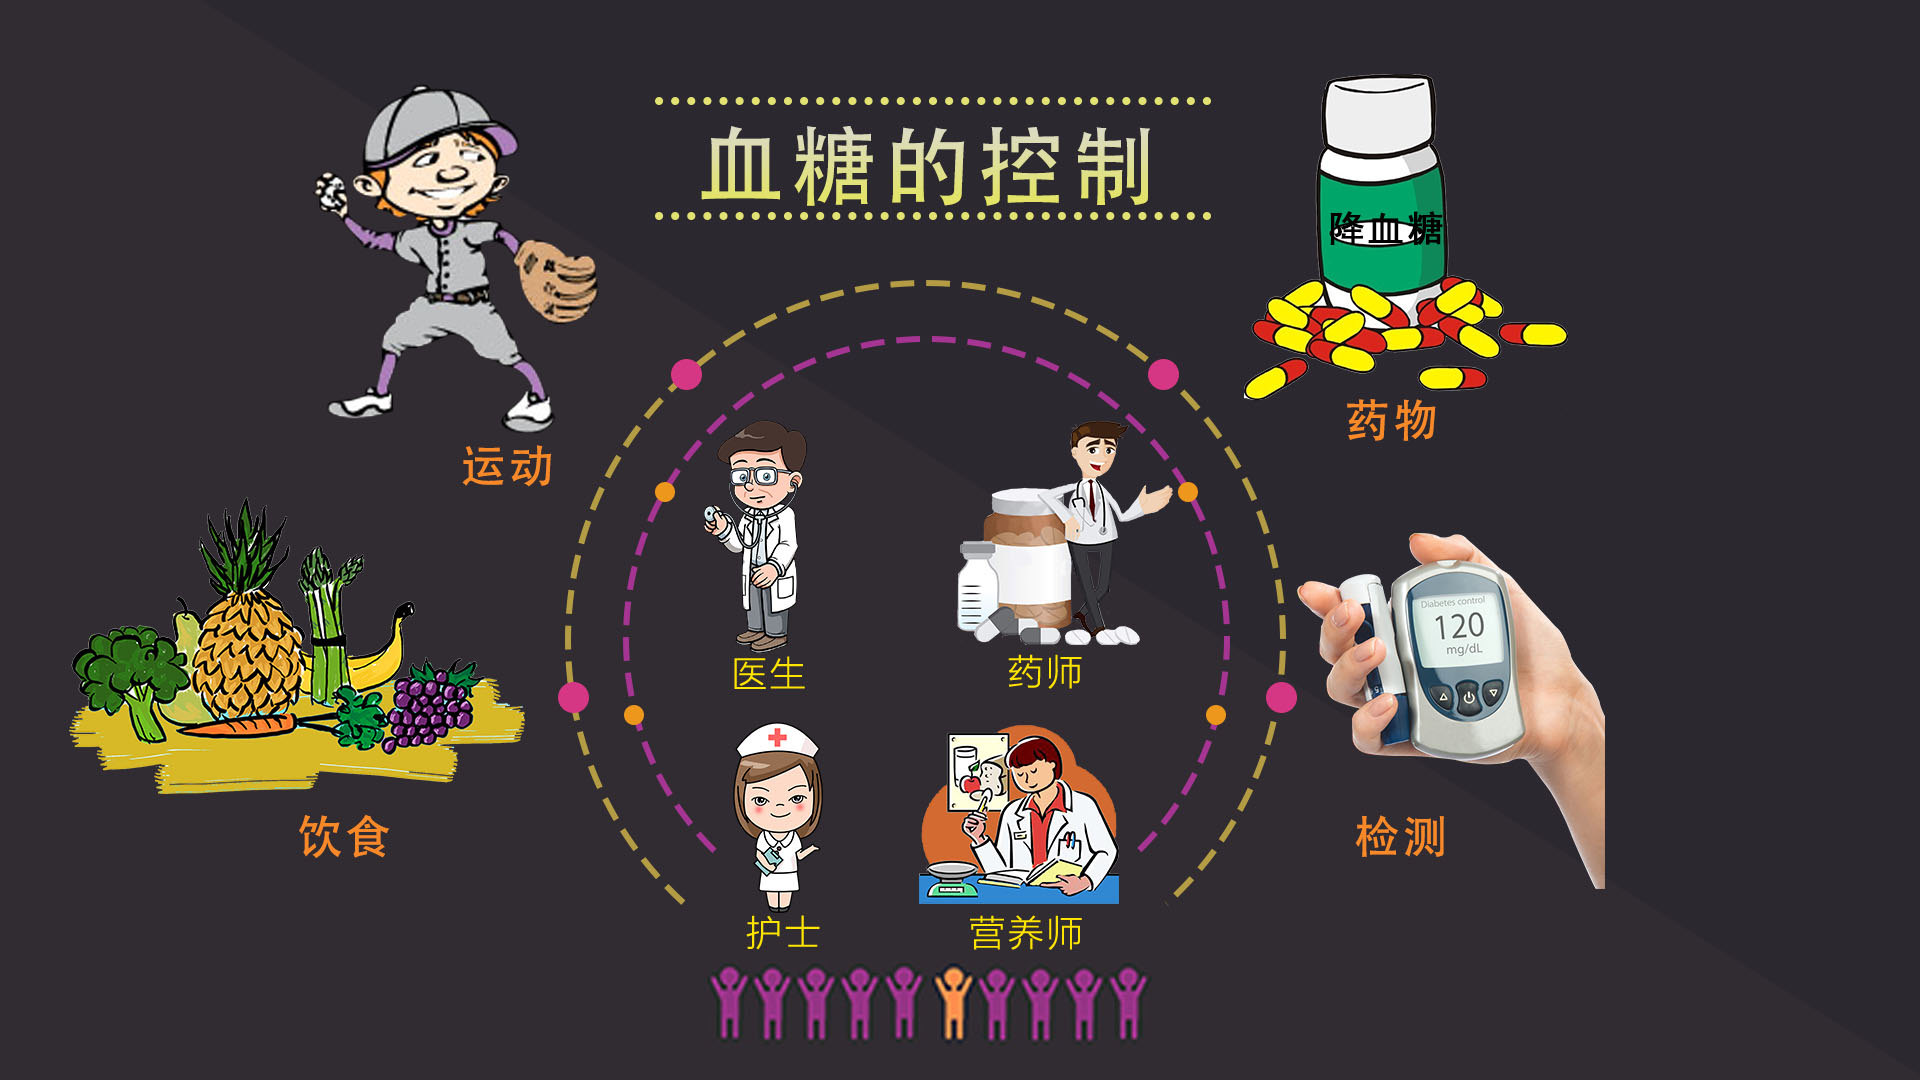 血糖的控制
降血糖
运动
药物
医生
药师
Diabetes control
120
mg/dL
饮食
检测
护士
营养师